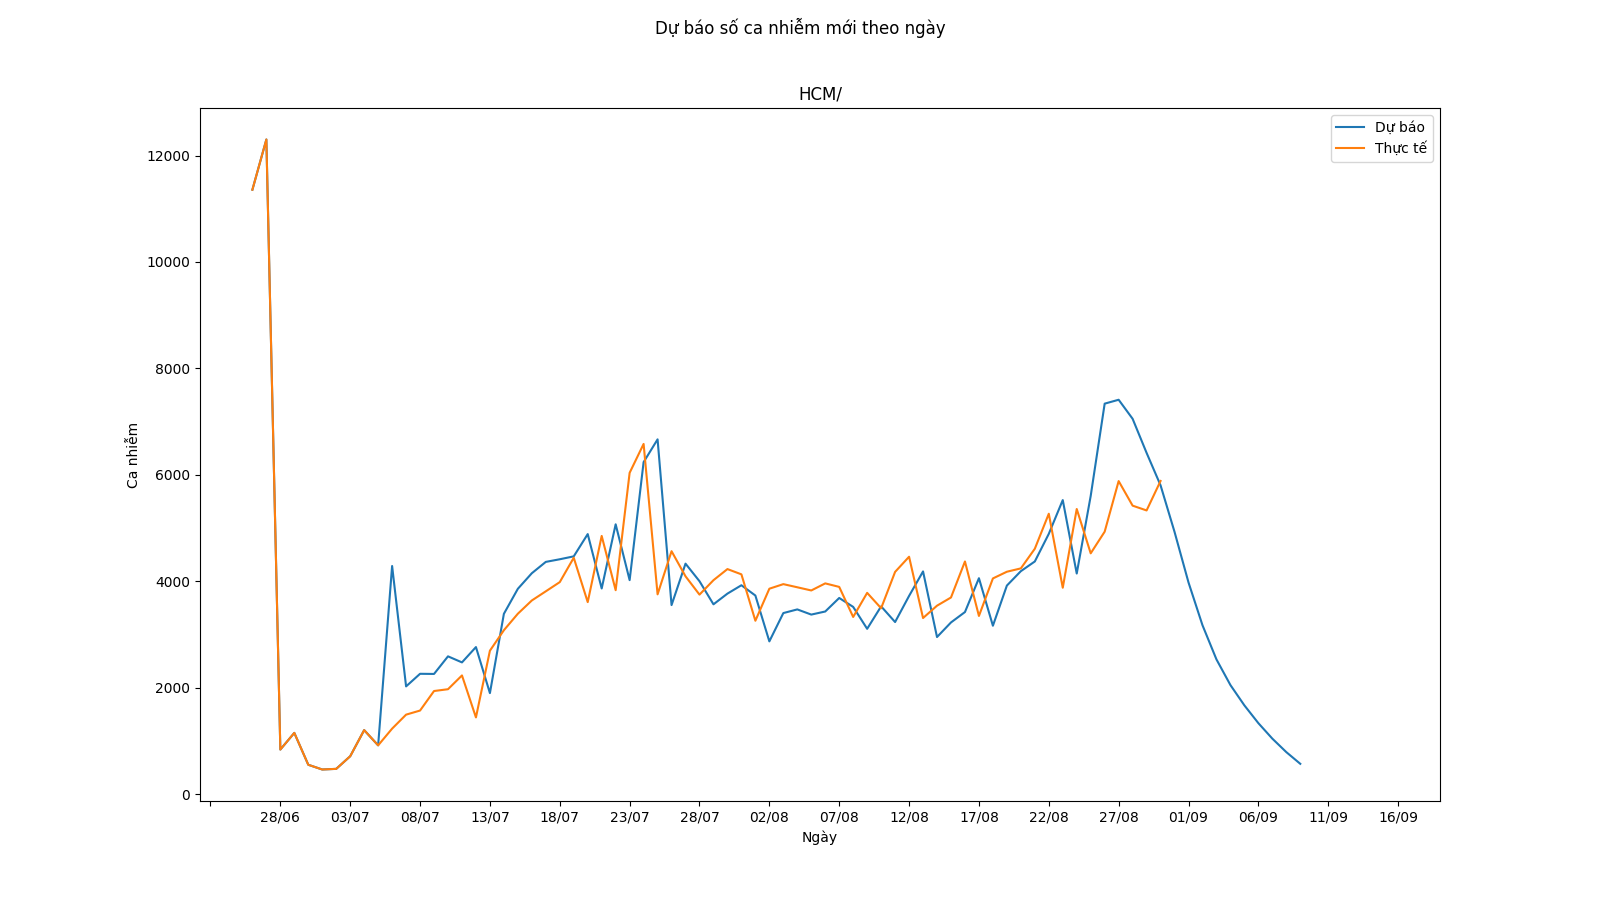 Dự báo số ca nhiễm mới theo ngày
HCM/
Dự báo
Thực tế
12000
10000
8000
6000
4000
2000
0
Ca nhiễm
28/06 03/07 08/07 13/07 18/07 23/07 28/07 02/08 07/08 12/08 17/08 22/08 27/08 01/09 06/09 11/09 16/09
Ngày